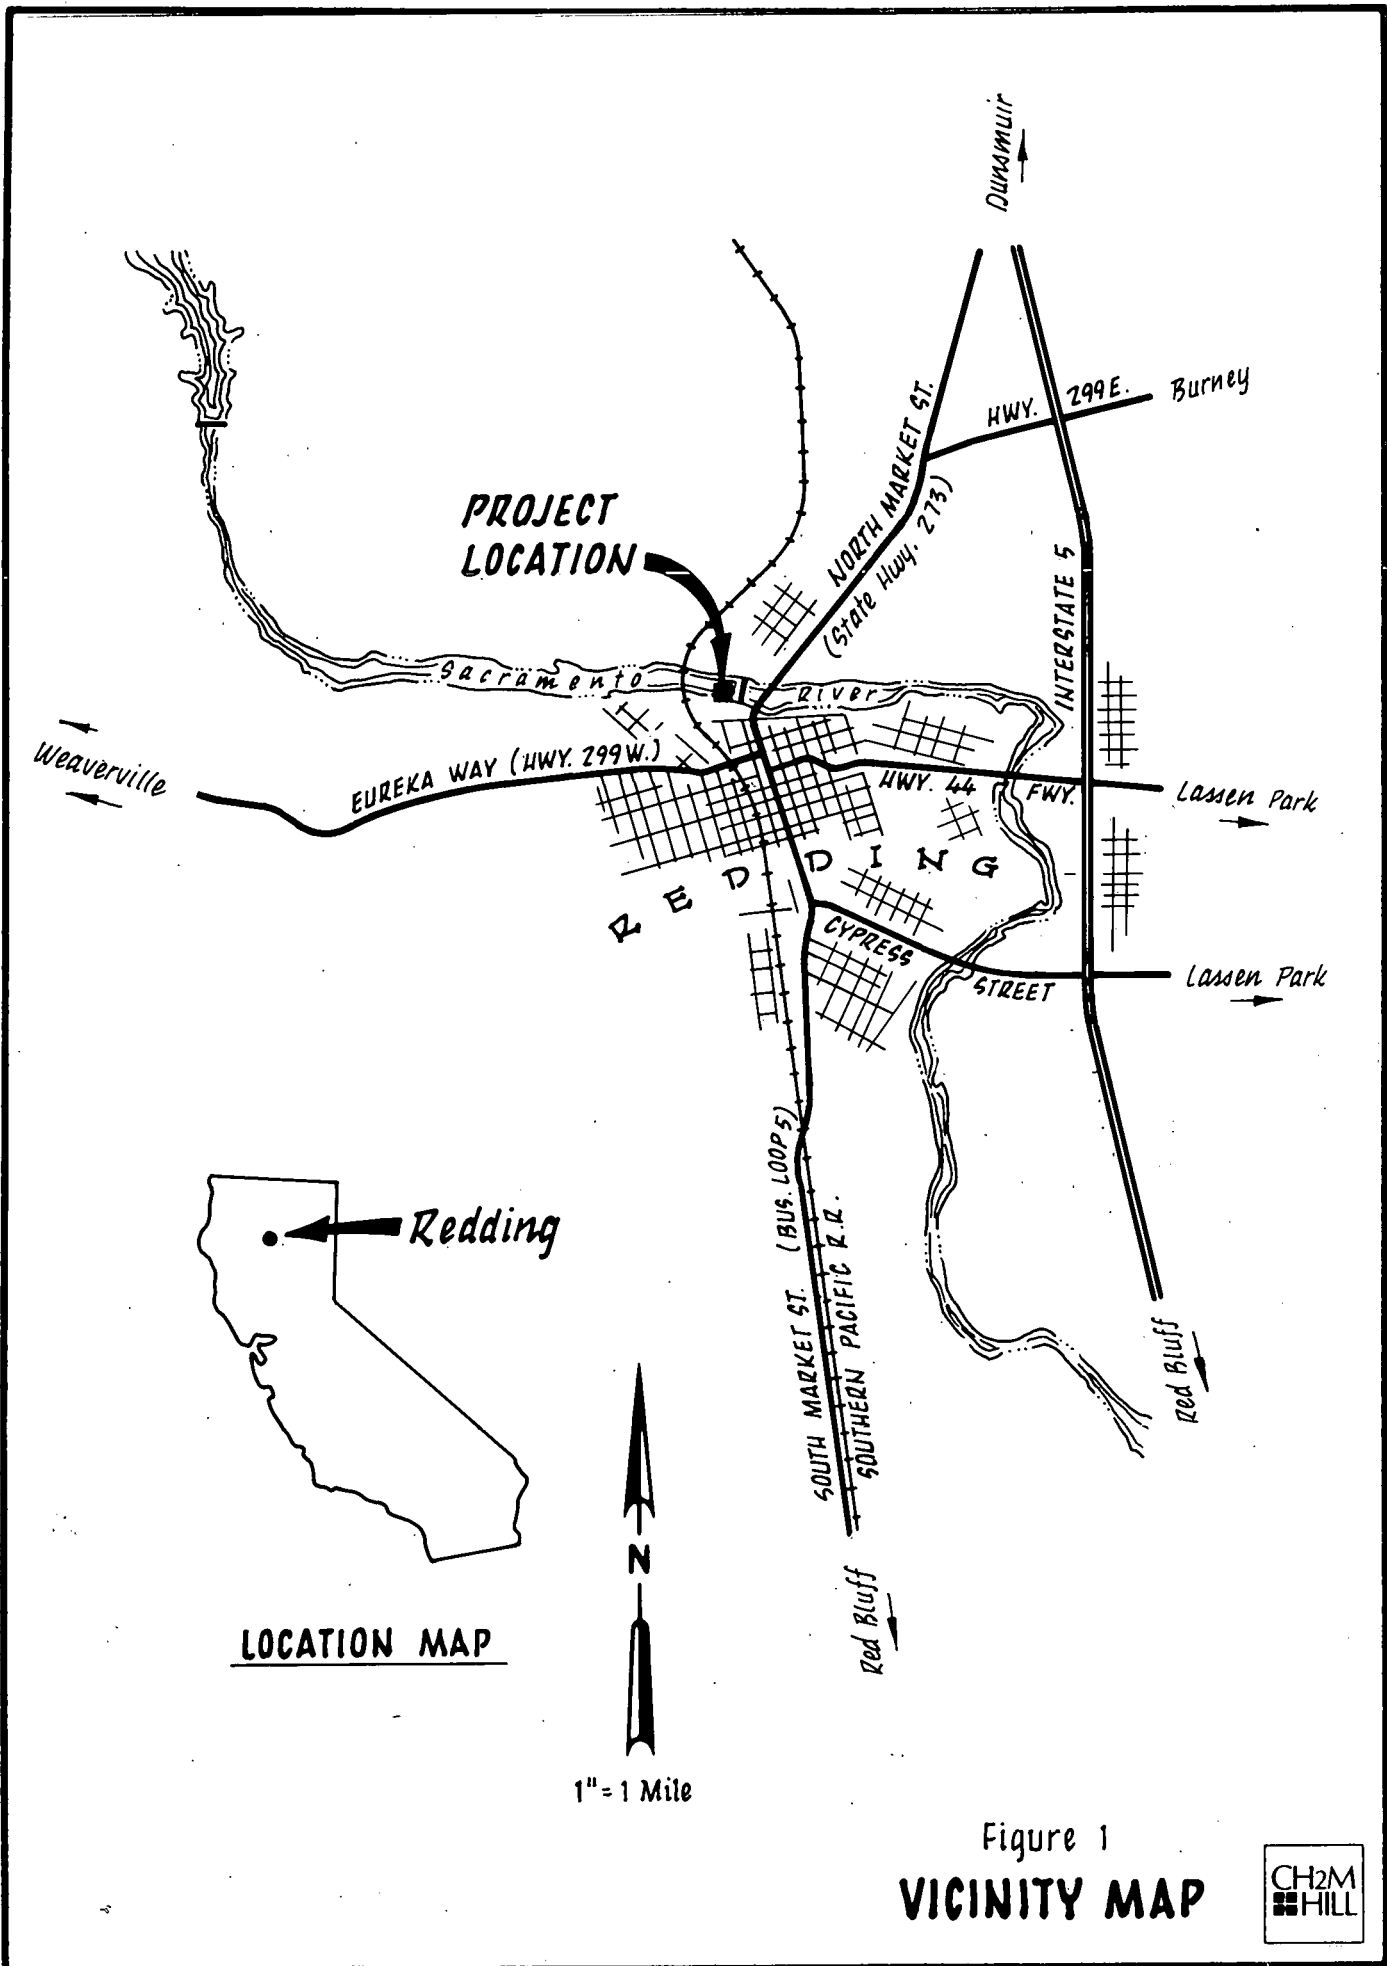 Dunsmuir
Burney
HWY. 299E.
NORTH MARKET ST.
(State Hwy. 273)
PROJECT
LOCATION
INTERSTATE 5
Sacramento River
Weaverville
EUREKA WAY (HWY. 299W.)
HWY. 44 FWY.
Lassen Park
REDDING
CYPRESS STREET
Lassen Park
SOUTH MARKET ST. (BUS. LOOP 5)
SOUTHERN PACIFIC R.R.
Red Bluff
Red Bluff
Redding
LOCATION MAP
N
1" = 1 Mile
Figure 1
VICINITY MAP
CH2M
HILL